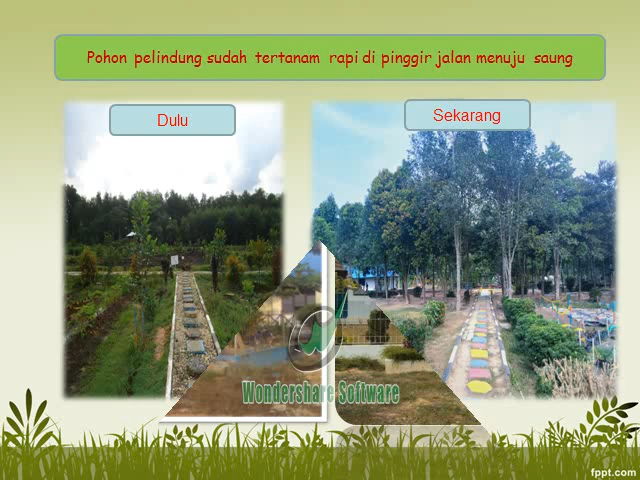 Pohon pelindung sudah tertanam rapi di pinggir jalan menuju saung
Dulu
Sekarang
Wondershare Software
fppt.com